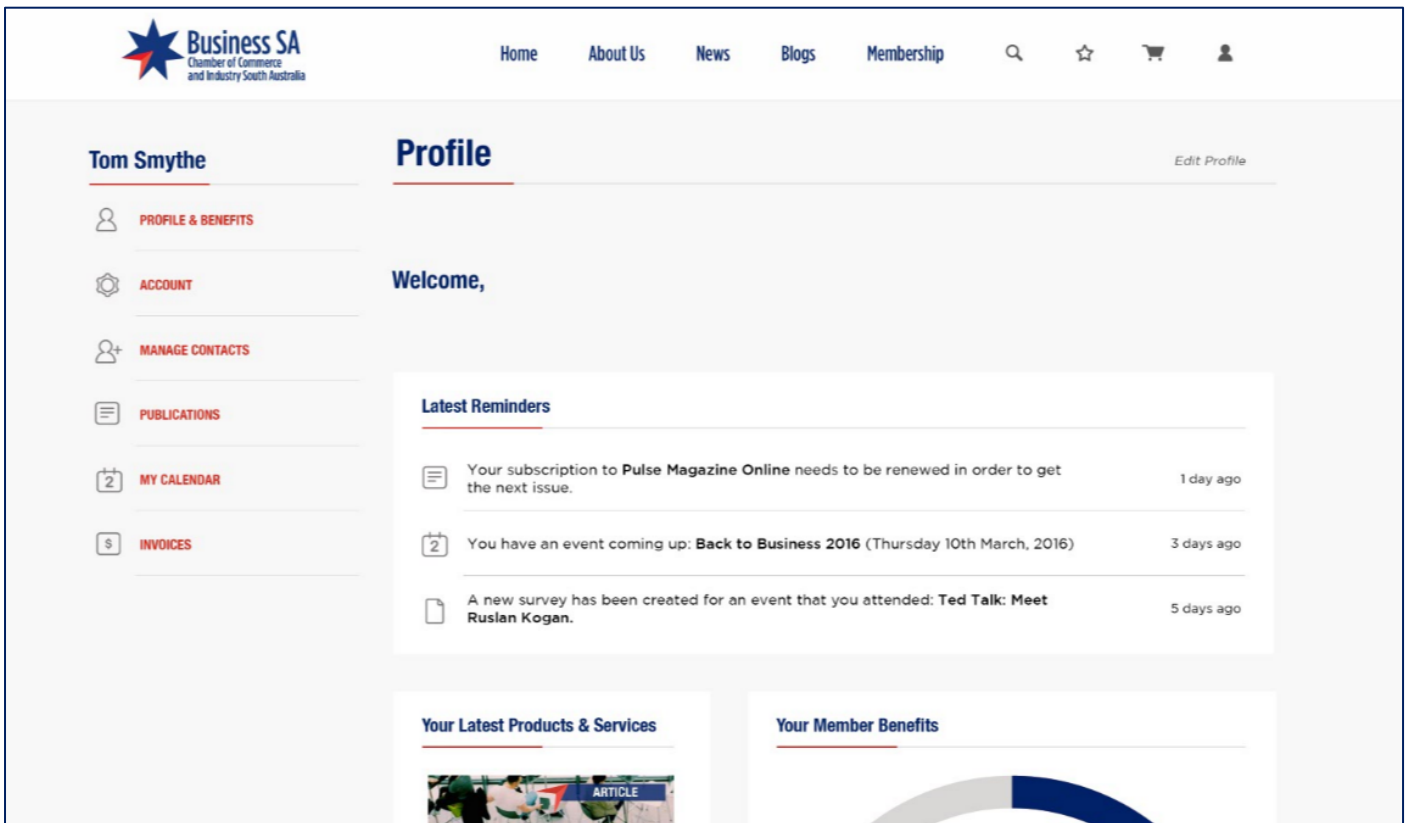 Business SA
Chamber of Commerce
and Industry South Australia
Home
About Us
News
Blogs
Membership
Tom Smythe
PROFILE & BENEFITS
ACCOUNT
MANAGE CONTACTS
PUBLICATIONS
2
MY CALENDAR
$
INVOICES
Profile
Edit Profile
Welcome,
Latest Reminders
Your subscription to Pulse Magazine Online needs to be renewed in order to get
the next issue.
1 day ago
2
You have an event coming up: Back to Business 2016 (Thursday 10th March, 2016)
3 days ago
A new survey has been created for an event that you attended: Ted Talk: Meet
Ruslan Kogan.
5 days ago
Your Latest Products & Services
ARTICLE
Your Member Benefits